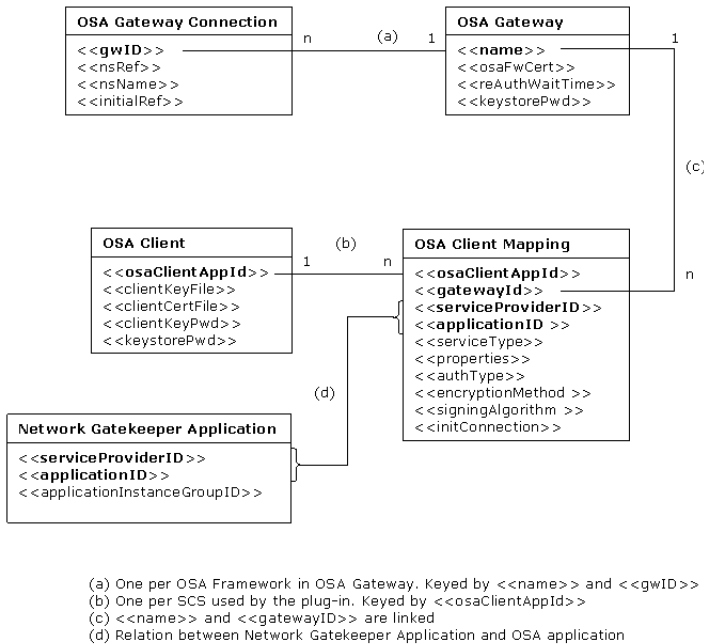 OSA Gateway Connection
<<gwID>>
<<nsRef>>
<<nsName>>
<<initialRef>>
n
(a)
1
OSA Gateway
<<name>>
<<osaFwCert>>
<<reAuthWaitTime>>
<<keystorePwd>>
1
(c)
n
OSA Client
<<osaClientAppId>>
<<clientKeyFile>>
<<clientCertFile>>
<<clientKeyPwd>>
<<keystorePwd>>
1
(b)
n
OSA Client Mapping
<<osaClientAppId>>
<<gatewayId>>
<<serviceProviderID>>
<<applicationID >>
<<serviceType>>
<<properties>>
<<authType>>
<<encryptionMethod >>
<<signingAlgorithm >>
<<initConnection>>
(d)
Network Gatekeeper Application
<<serviceProviderID>>
<<applicationID>>
<<applicationInstanceGroupID>>
(a) One per OSA Framework in OSA Gateway. Keyed by <<name>> and <<gwID>>
(b) One per SCS used by the plug-in. Keyed by <<osaClientAppId>>
(c) <<name>> and <<gatewayID>> are linked
(d) Relation between Network Gatekeeper Application and OSA application